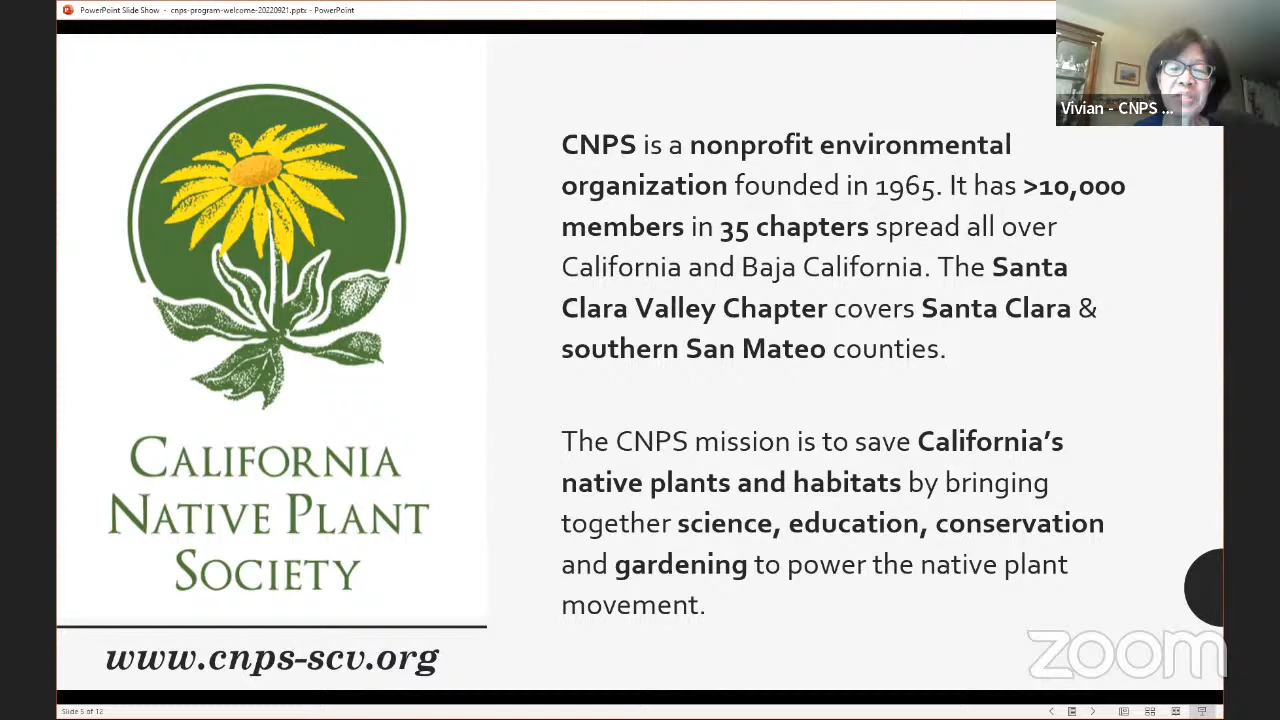 PowerPoint Slide Show - cnps-program-welcome-20220921.pptx - PowerPoint
Vivian - CNPS ...
CNPS is a nonprofit environmental
organization founded in 1965. It has >10,000
members in 35 chapters spread all over
California and Baja California. The Santa
Clara Valley Chapter covers Santa Clara &
southern San Mateo counties.
The CNPS mission is to save California’s
native plants and habitats by bringing
together science, education, conservation
and gardening to power the native plant
movement.
CALIFORNIA
NATIVE PLANT
SOCIETY
www.cnps-scv.org
zoom
Slide 5 of 12